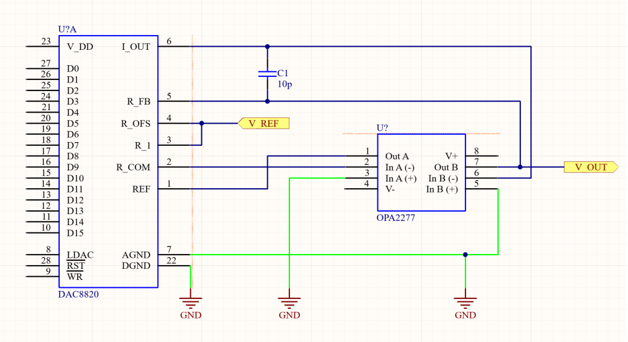 U?A
23 V_DD I_OUT 6
27 D0
26 D1
25 D2
24 D3 R_FB 5
21 D4
20 D5 R_OFS 4
19 D6
18 D7 R_1 3
17 D8
16 D9 R_COM 2
15 D10
14 D11 REF 1
13 D12
12 D13
11 D14
10 D15
8 LDAC AGND 7
28 RST DGND 22
9 WR
DAC8820
C1
10p
V_REF
U?
1 Out A V+ 8
2 In A (-) Out B 7
3 In A (+) In B (-) 6
4 V- In B (+) 5
OPA2277
V_OUT
GND
GND
GND